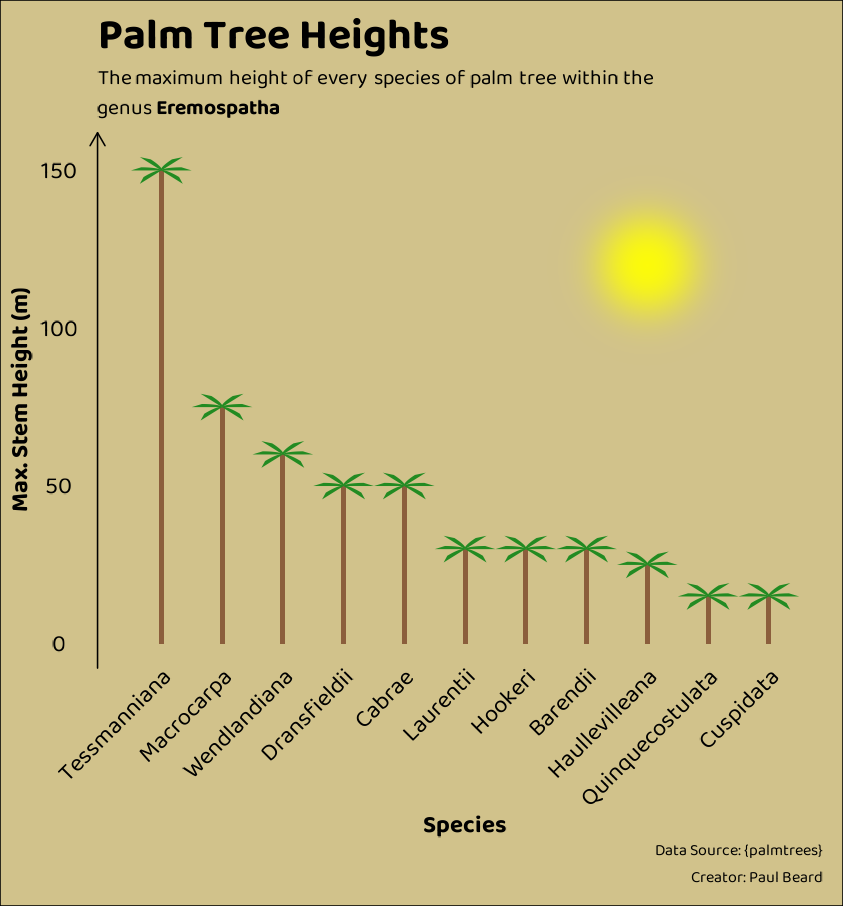 Palm Tree Heights
The maximum height of every species of palm tree within the
genus Eremospatha
150
100
50
0
Max. Stem Height (m)
Tessmanniana
Macrocarpa
Wendlandiana
Dransfieldii
Cabrae
Laurentii
Hookeri
Barendii
Haullevilleana
Quinquecostulata
Cuspidata
Species
Data Source: {palmtrees}
Creator: Paul Beard